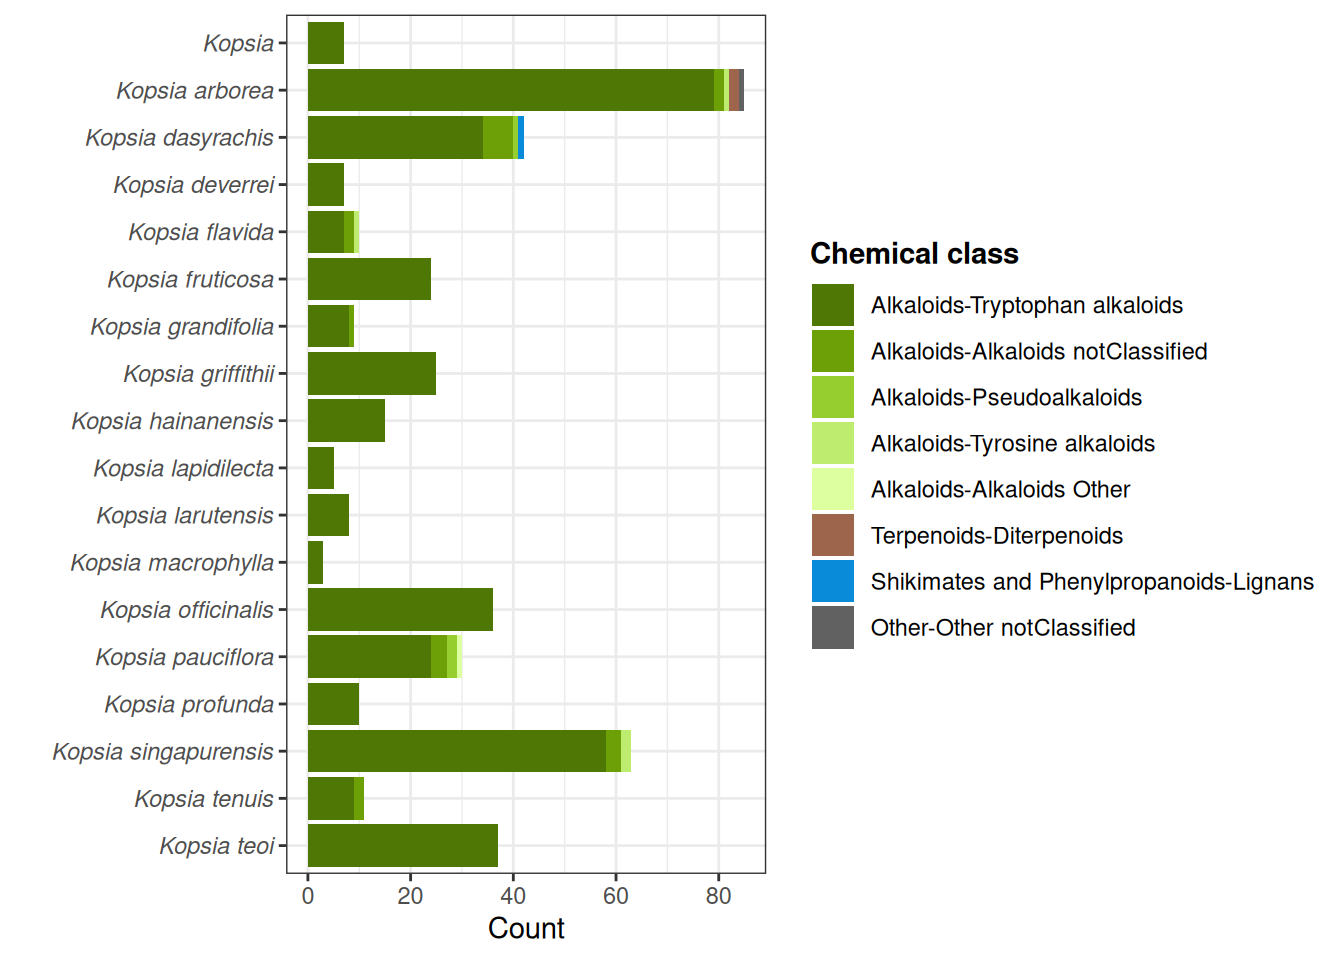 Kopsia
Kopsia arborea
Kopsia dasyrachis
Kopsia deverrei
Kopsia flavida
Kopsia fruticosa
Kopsia grandifolia
Kopsia griffithii
Kopsia hainanensis
Kopsia lapidilecta
Kopsia larutensis
Kopsia macrophylla
Kopsia officinalis
Kopsia pauciflora
Kopsia profunda
Kopsia singapurensis
Kopsia tenuis
Kopsia teoi
0 20 40 60 80
Count
Chemical class
Alkaloids-Tryptophan alkaloids
Alkaloids-Alkaloids notClassified
Alkaloids-Pseudoalkaloids
Alkaloids-Tyrosine alkaloids
Alkaloids-Alkaloids Other
Terpenoids-Diterpenoids
Shikimates and Phenylpropanoids-Lignans
Other-Other notClassified